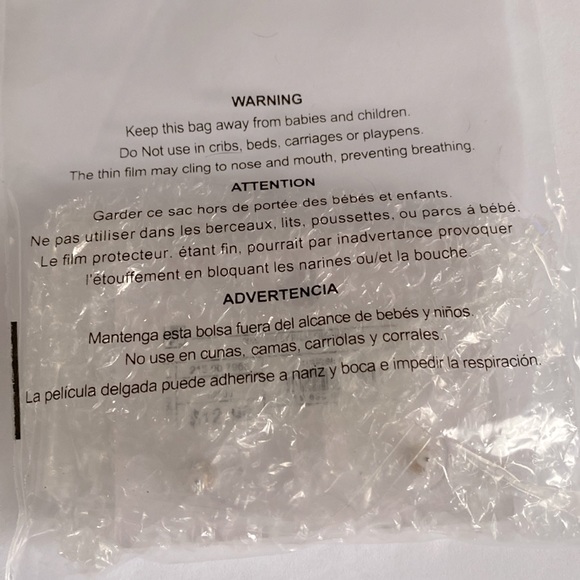 WARNING
Keep this bag away from babies and children.
Do Not use in cribs, beds, carriages or playpens.
The thin film may cling to nose and mouth, preventing breathing.
ATTENTION
Garder ce sac hors de portée des bébés et enfants.
Ne pas utiliser dans les berceaux, lits, poussettes, ou parcs à bébé.
Le film protecteur. étant fin, pourrait par inadvertance provoquer
l'étouffement en bloquant les narines ou/et la bouche.
ADVERTENCIA
Mantenga esta bolsa fuera del alcance de bebés y niños.
No use en cunas, camas, carriolas y corrales.
La película delgada puede adherirse a nariz y boca e impedir la respiración.